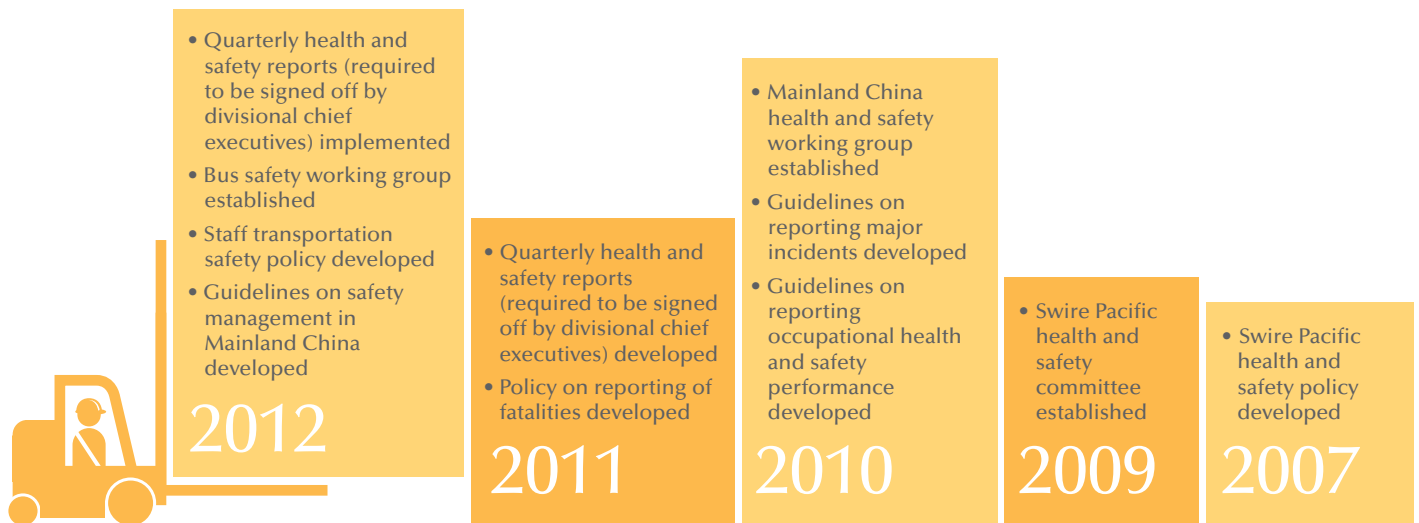 • Quarterly health and
safety reports (required
to be signed off by
divisional chief
executives) implemented
• Bus safety working group
established
• Staff transportation
safety policy developed
• Guidelines on safety
management in
Mainland China
developed
2012
• Quarterly health and
safety reports
(required to be signed
off by divisional chief
executives) developed
• Policy on reporting of
fatalities developed
2011
• Mainland China
health and safety
working group
established
• Guidelines on
reporting major
incidents developed
• Guidelines on
reporting
occupational health
and safety
performance
developed
2010
• Swire Pacific
health and
safety
committee
established
2009
• Swire Pacific
health and
safety policy
developed
2007